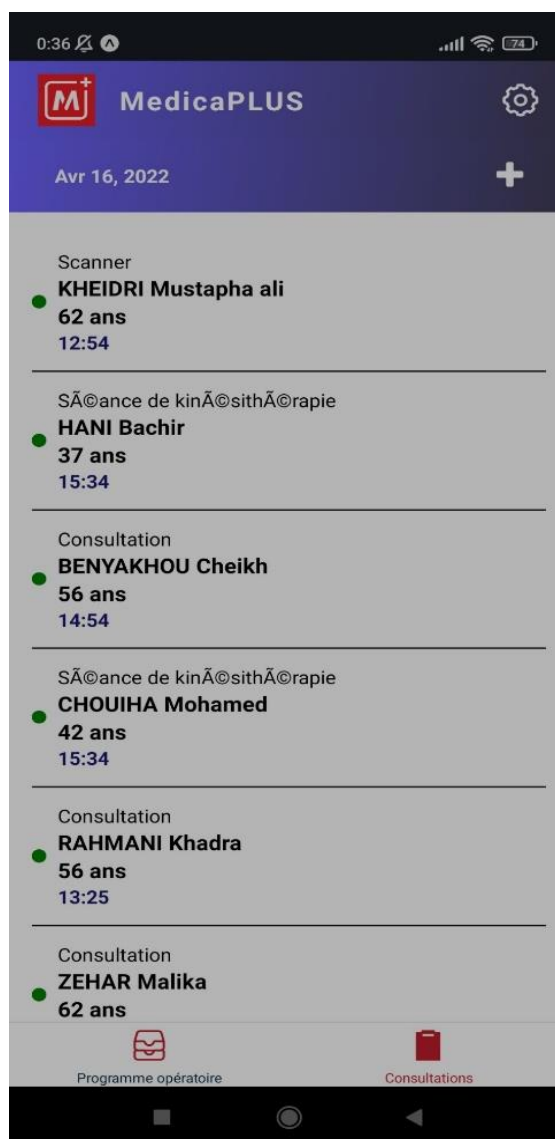 0:36
74
M+
MedicaPLUS
Avr 16, 2022
Scanner
KHEIDRI Mustapha ali
62 ans
12:54
SÃ©ance de kinÃ©sithÃ©rapie
HANI Bachir
37 ans
15:34
Consultation
BENYAKHOU Cheikh
56 ans
14:54
SÃ©ance de kinÃ©sithÃ©rapie
CHOUIHA Mohamed
42 ans
15:34
Consultation
RAHMANI Khadra
56 ans
13:25
Consultation
ZEHAR Malika
62 ans
Programme opératoire
Consultations